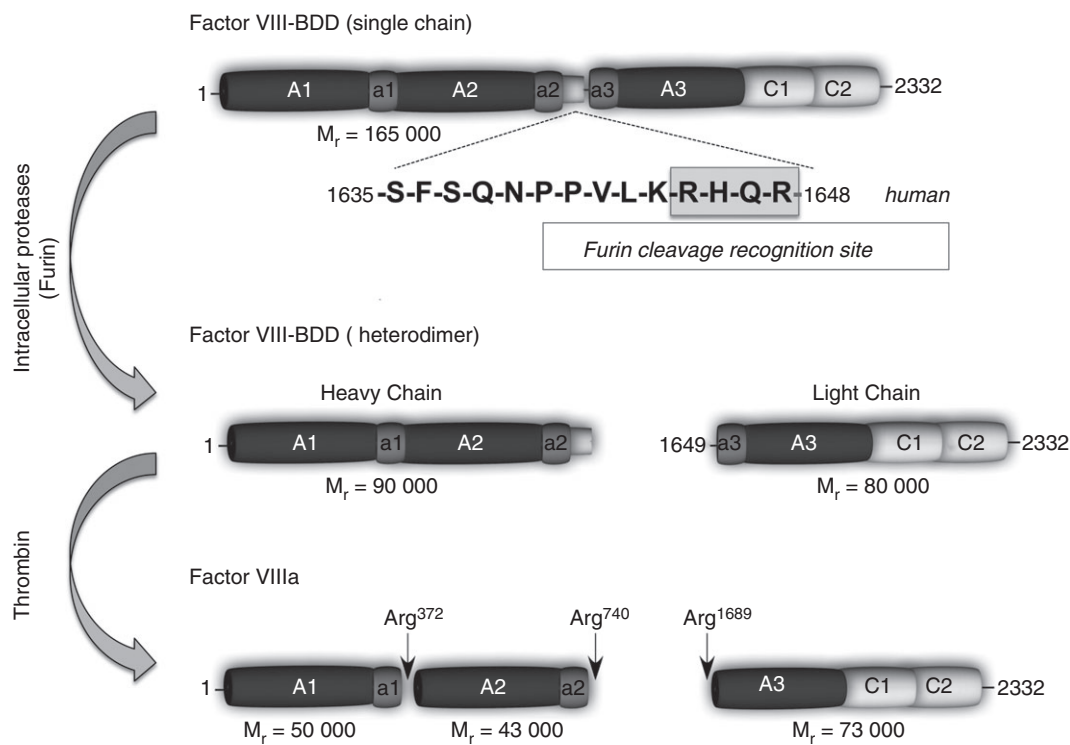 Factor VIII-BDD (single chain)
1 A1 a1 A2 a2 a3 A3 C1 C2 2332
Mr = 165 000
1635 -S-F-S-Q-N-P-P-V-L-K-R-H-Q-R- 1648 human
Furin cleavage recognition site
Intracellular proteases
(Furin)
Factor VIII-BDD ( heterodimer)
Heavy Chain Light Chain
1 A1 a1 A2 a2 1649 a3 A3 C1 C2 2332
Mr = 90 000 Mr = 80 000
Thrombin
Factor VIIIa
Arg372 Arg740 Arg1689
1 A1 a1 A2 a2 A3 C1 C2 2332
Mr = 50 000 Mr = 43 000 Mr = 73 000